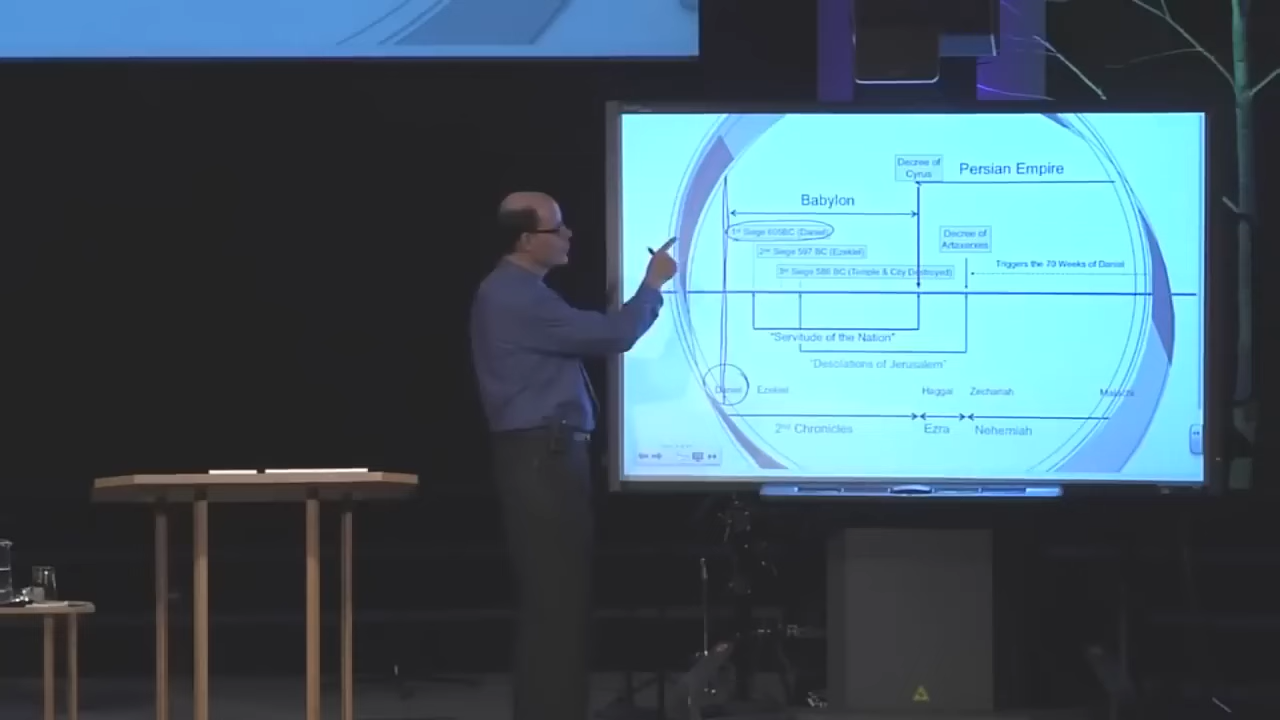 Decree of
Cyrus
Persian Empire
Babylon
1st Siege 605BC (Daniel)
Decree of
Artaxerxes
2nd Siege 597 BC (Ezekiel)
Triggers the 70 Weeks of Daniel
3rd Siege 586 BC (Temple & City Destroyed)
"Servitude of the Nation"
"Desolations of Jerusalem"
Daniel Ezekiel Haggai Zechariah Malachi
2nd Chronicles Ezra Nehemiah